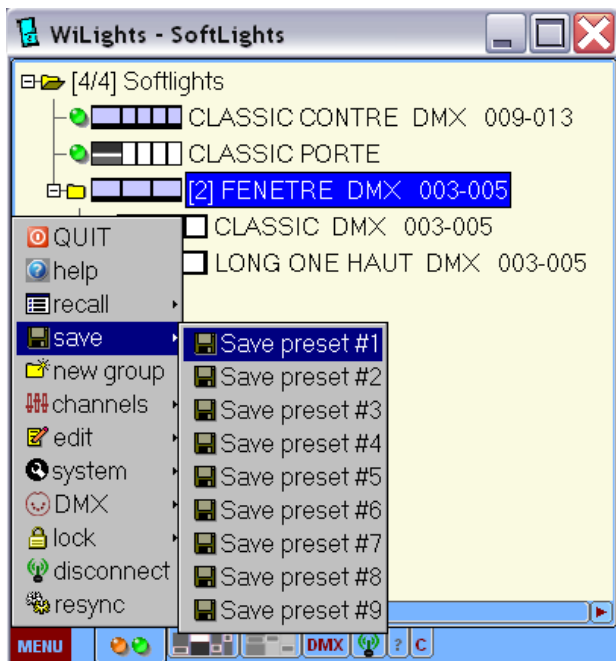 WiLights - SoftLights
[4/4] Softlights
CLASSIC CONTRE DMX 009-013
CLASSIC PORTE
[2] FENETRE DMX 003-005
CLASSIC DMX 003-005
LONG ONE HAUT DMX 003-005
QUIT
help
recall
save
new group
channels
edit
system
DMX
lock
disconnect
resync
Save preset #1
Save preset #2
Save preset #3
Save preset #4
Save preset #5
Save preset #6
Save preset #7
Save preset #8
Save preset #9
MENU DMX ? C